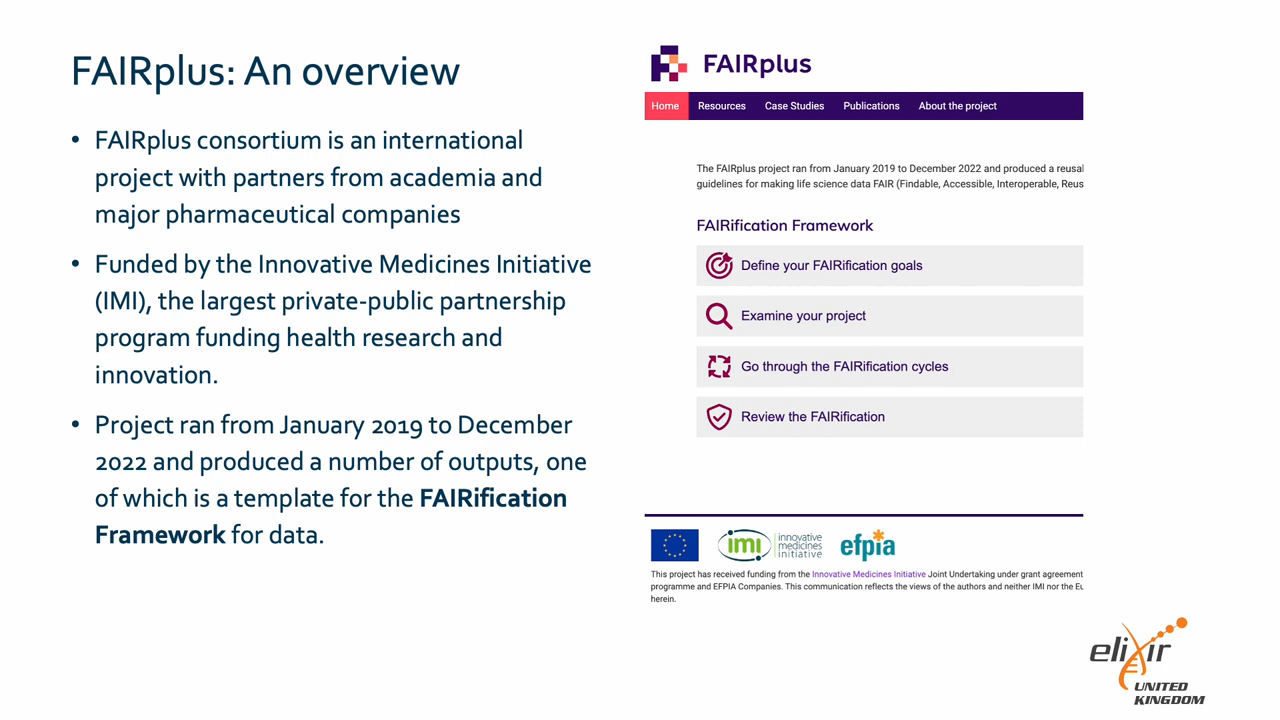 FAIRplus: An overview
• FAIRplus consortium is an international
project with partners from academia and
major pharmaceutical companies
• Funded by the Innovative Medicines Initiative
(IMI), the largest private-public partnership
program funding health research and
innovation.
• Project ran from January 2019 to December
2022 and produced a number of outputs, one
of which is a template for the FAIRification
Framework for data.
FAIRplus
Home Resources Case Studies Publications About the project
The FAIRplus project ran from January 2019 to December 2022 and produced a reusal
guidelines for making life science data FAIR (Findable, Accessible, Interoperable, Reus
FAIRification Framework
Define your FAIRification goals
Examine your project
Go through the FAIRification cycles
Review the FAIRification
imi innovative
medicines
initiative
efpia
This project has received funding from the Innovative Medicines Initiative Joint Undertaking under grant agreement
programme and EFPIA Companies. This communication reflects the views of the authors and neither IMI nor the Eu
herein.
elixir
UNITED
KINGDOM